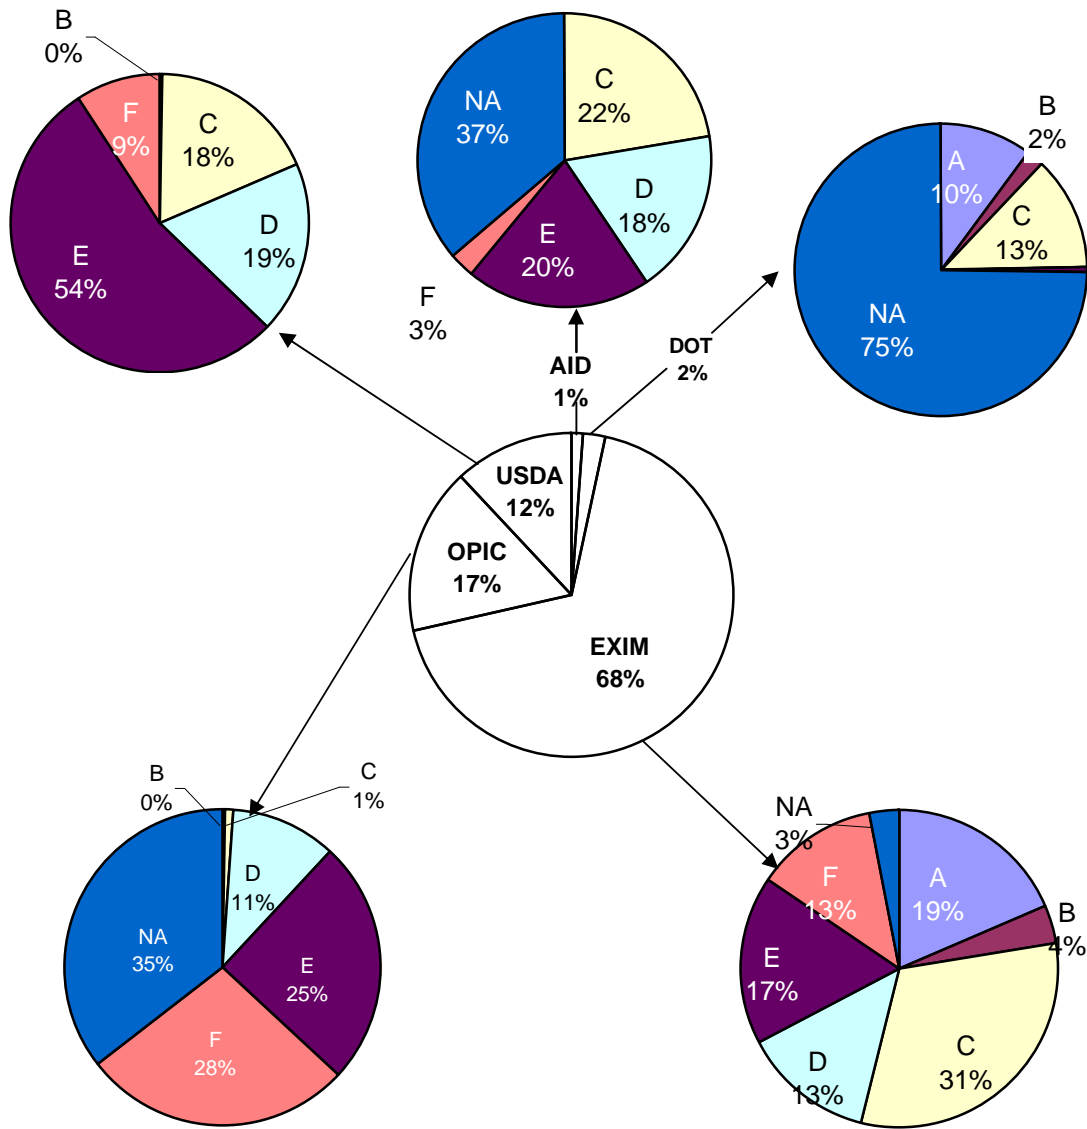 B
0%
F
9%
C
18%
D
19%
E
54%
NA
37%
C
22%
D
18%
E
20%
F
3%
A
10%
B
2%
C
13%
NA
75%
AID
1%
DOT
2%
USDA
12%
OPIC
17%
EXIM
68%
B
0%
C
1%
D
11%
NA
35%
E
25%
F
28%
NA
3%
F
13%
A
19%
B
4%
E
17%
D
13%
C
31%